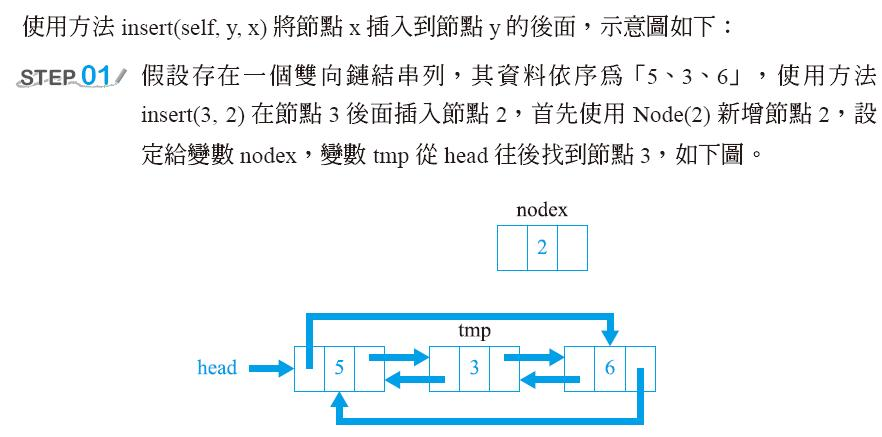 使用方法 insert(self, y, x) 將節點 x 插入到節點 y 的後面，示意圖如下：
STEP 01 假設存在一個雙向鏈結串列，其資料依序為「5、3、6」，使用方法
insert(3, 2) 在節點 3 後面插入節點 2，首先使用 Node(2) 新增節點 2，設
定給變數 nodex，變數 tmp 從 head 往後找到節點 3，如下圖。
nodex
2
tmp
head 5 3 6